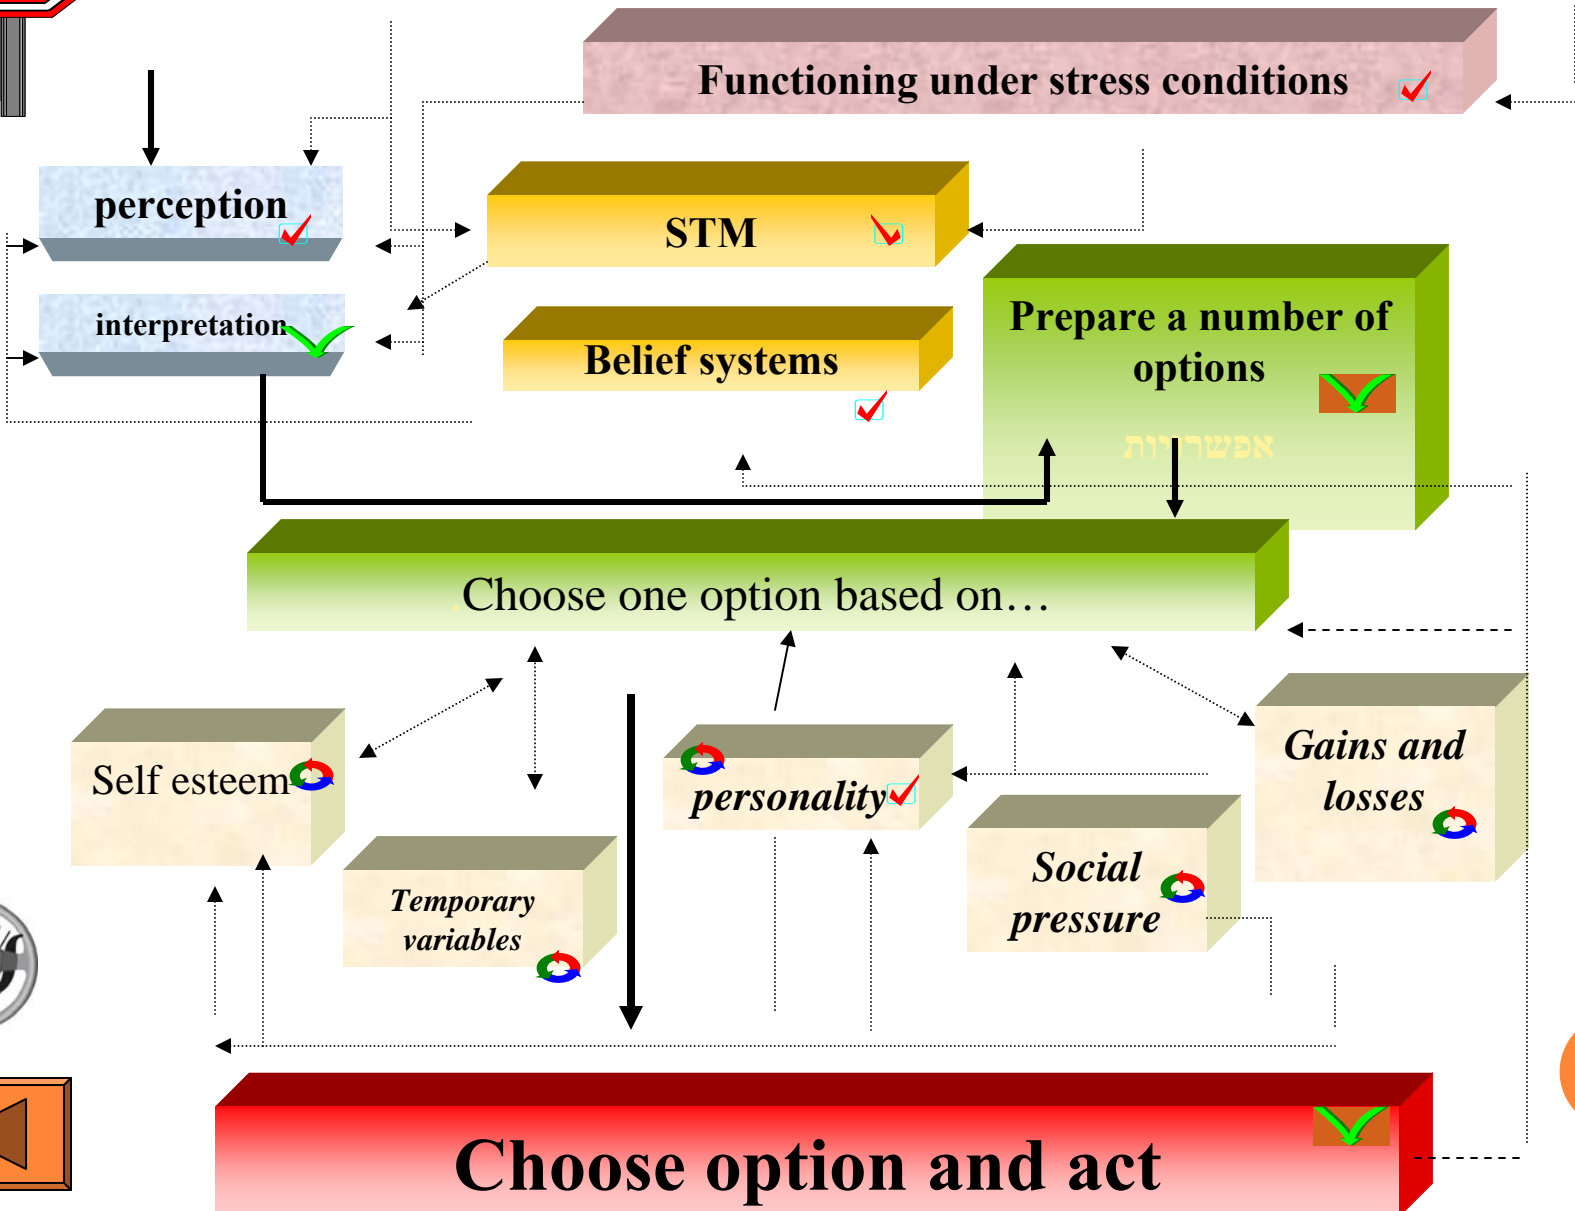 Functioning under stress conditions
perception
STM
interpretation
Belief systems
Prepare a number of
options
אפשרויות
.Choose one option based on…
Self esteem
Temporary
variables
personality
Social
pressure
Gains and
losses
Choose option and act